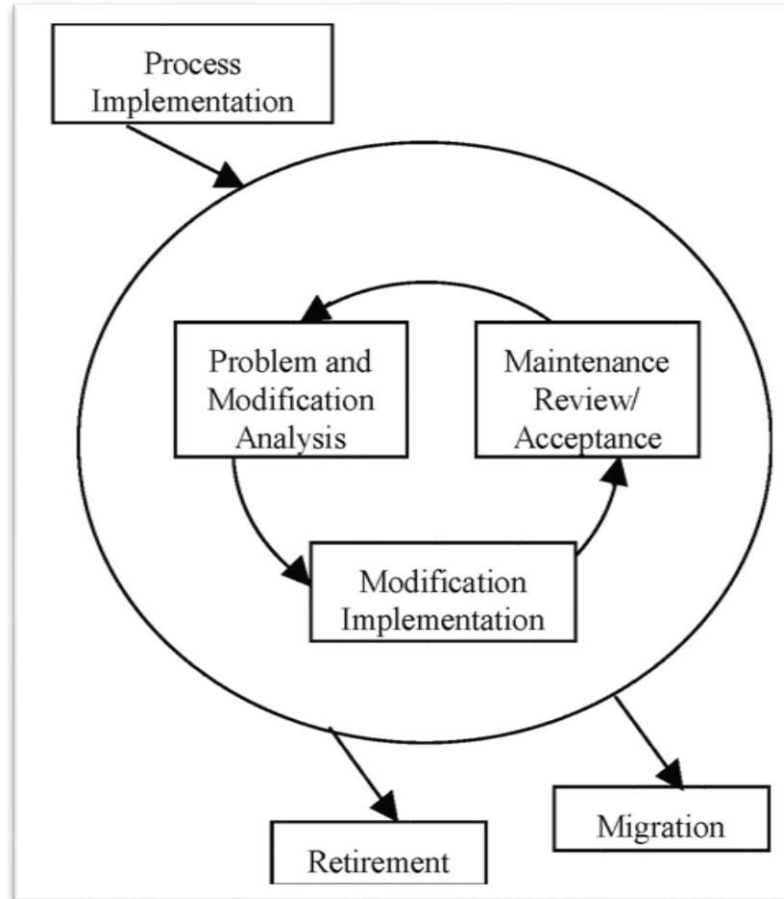 Process
Implementation
Problem and
Modification
Analysis
Maintenance
Review/
Acceptance
Modification
Implementation
Migration
Retirement